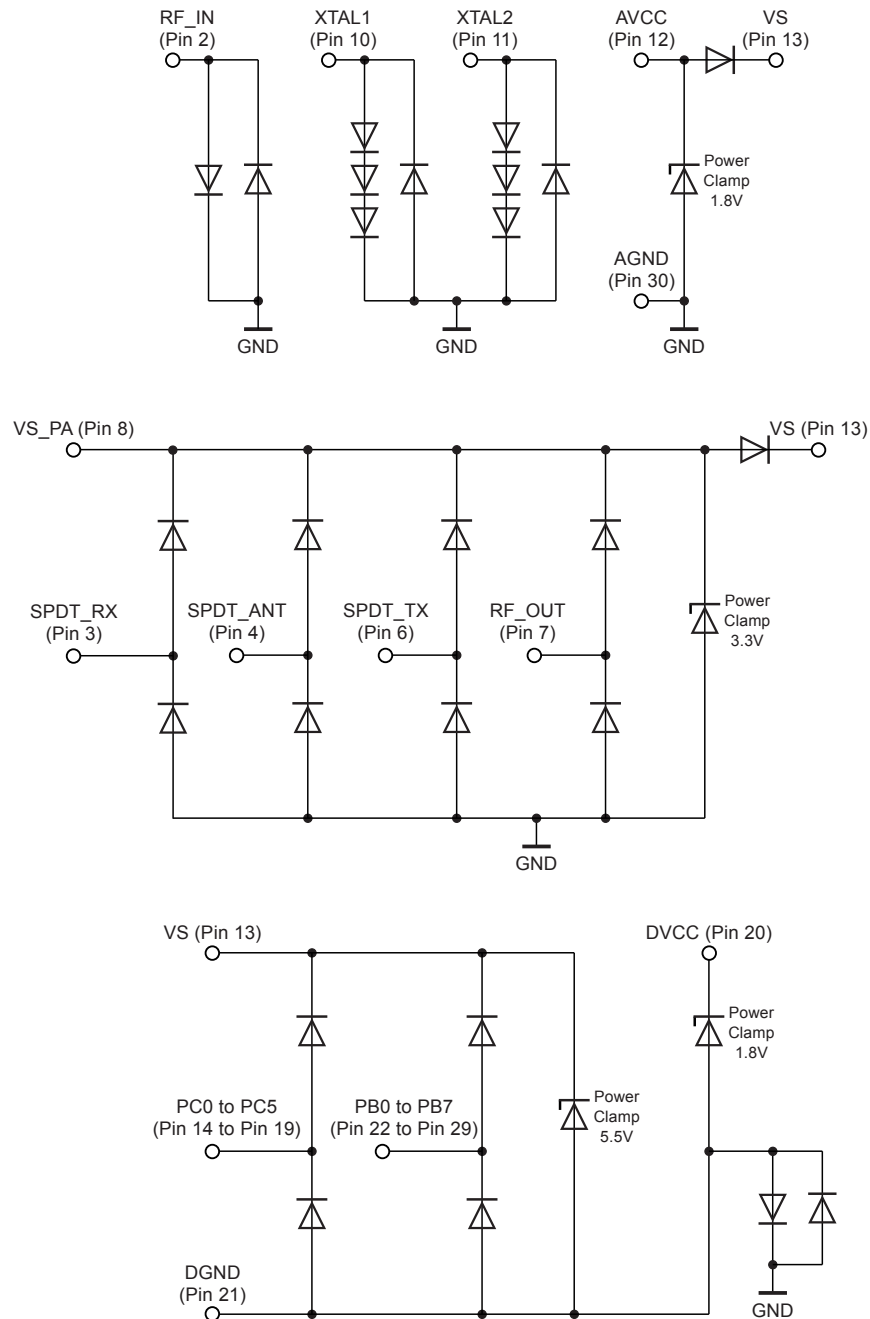 RF_IN
(Pin 2)
XTAL1
(Pin 10)
XTAL2
(Pin 11)
AVCC
(Pin 12)
VS
(Pin 13)
Power
Clamp
1.8V
AGND
(Pin 30)
GND
GND
GND
VS_PA (Pin 8)
VS (Pin 13)
SPDT_RX
(Pin 3)
SPDT_ANT
(Pin 4)
SPDT_TX
(Pin 6)
RF_OUT
(Pin 7)
Power
Clamp
3.3V
GND
VS (Pin 13)
DVCC (Pin 20)
Power
Clamp
1.8V
PC0 to PC5
(Pin 14 to Pin 19)
PB0 to PB7
(Pin 22 to Pin 29)
Power
Clamp
5.5V
DGND
(Pin 21)
GND